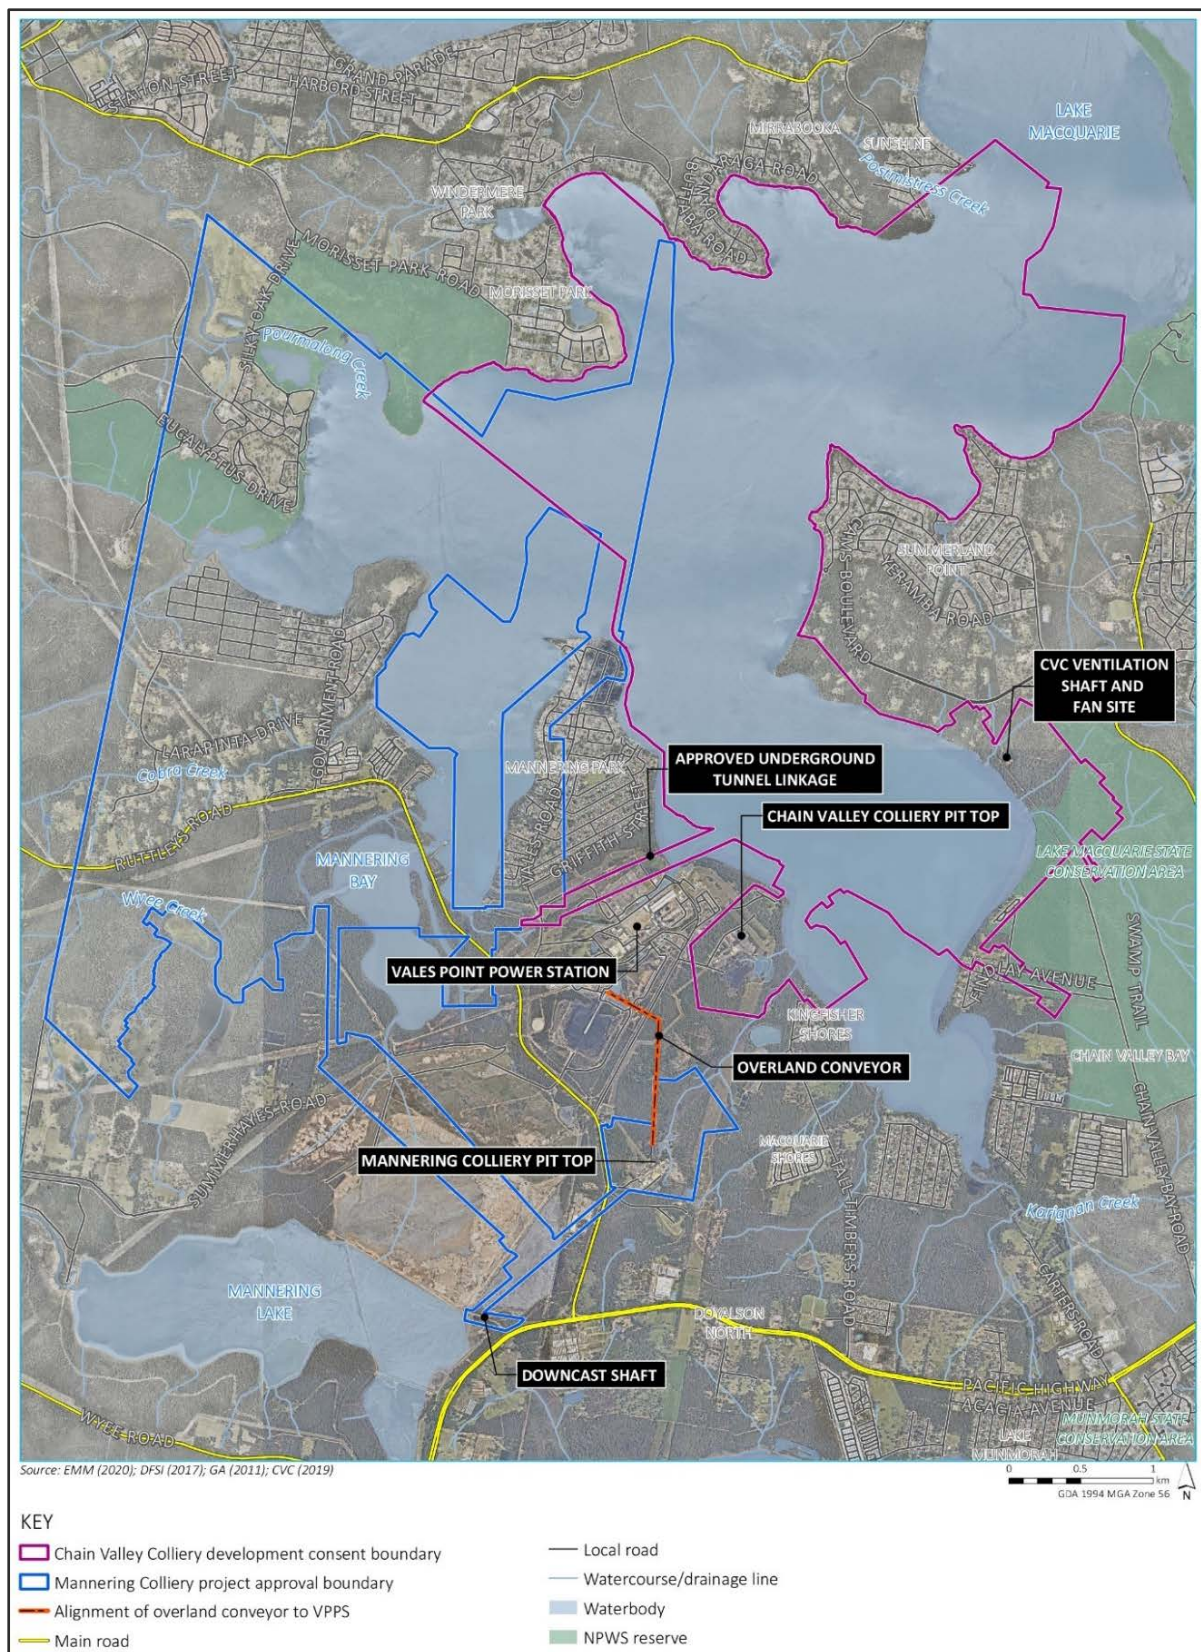 STATION STREET
GRAND PARADE
HARBORD STREET
LAKE
MACQUARIE
MIRRABOOKA
SUNSHINE
Postmistress Creek
WINDERMERE
PARK
MORISSET PARK ROAD
MORISSET PARK
SILKY OAK DRIVE
Pourmalong Creek
EUCALYPTUS DRIVE
SUMMERLAND
POINT
YERAMBA ROAD
CVC VENTILATION
SHAFT AND
FAN SITE
GOVERNMENT ROAD
LARAPINTA DRIVE
Cobra Creek
RUTTLEYS ROAD
APPROVED UNDERGROUND
TUNNEL LINKAGE
MANNERING PARK
VALES ROAD
GRIFFITH STREET
CHAIN VALLEY COLLIERY PIT TOP
MANNERING
BAY
Wyee Creek
LAKE MACQUARIE STATE
CONSERVATION AREA
SWAMP TRAIL
VALES POINT POWER STATION
FINDLAY AVENUE
KINGFISHER
SHORES
CHAIN VALLEY BAY
OVERLAND CONVEYOR
SUMMERHAYES ROAD
MANNERING COLLIERY PIT TOP
MACQUARIE
SHORES
TALL TIMBERS ROAD
CHAIN VALLEY BAY ROAD
Karignan Creek
CARTERS ROAD
MANNERING
LAKE
DOYALSON
NORTH
DOWNCAST SHAFT
PACIFIC HIGHWAY
ACACIA AVENUE
WYEE ROAD
LAKE
MUNMORAH
MUNMORAH STATE
CONSERVATION AREA
Source: EMM (2020); DFSI (2017); GA (2011); CVC (2019)
0 0.5 1
km
GDA 1994 MGA Zone 56
N
KEY
Chain Valley Colliery development consent boundary
Mannering Colliery project approval boundary
Alignment of overland conveyor to VPPS
Main road
Local road
Watercourse/drainage line
Waterbody
NPWS reserve